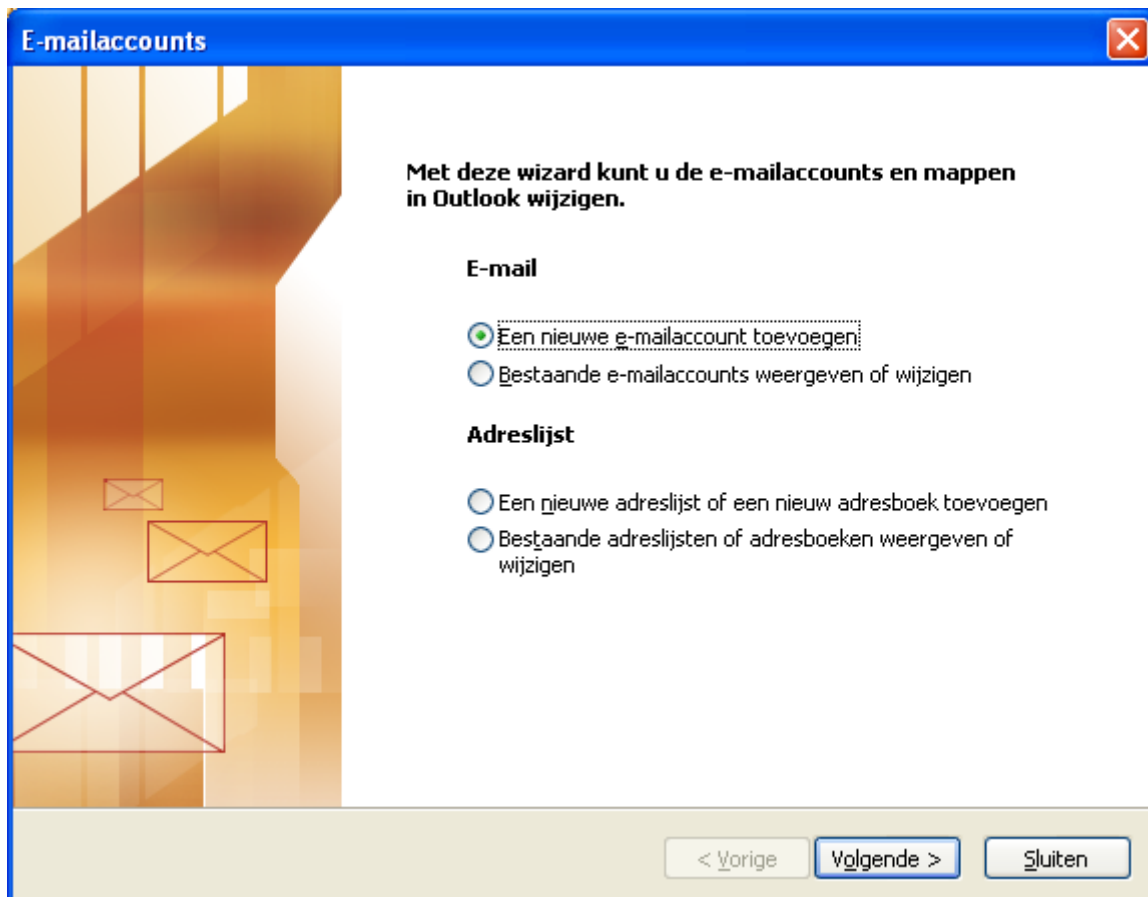 E-mailaccounts
Met deze wizard kunt u de e-mailaccounts en mappen
in Outlook wijzigen.
E-mail
Een nieuwe e-mailaccount toevoegen
Bestaande e-mailaccounts weergeven of wijzigen
Adreslijst
Een nieuwe adreslijst of een nieuw adresboek toevoegen
Bestaande adreslijsten of adresboeken weergeven of
wijzigen
< Vorige
Volgende >
Sluiten